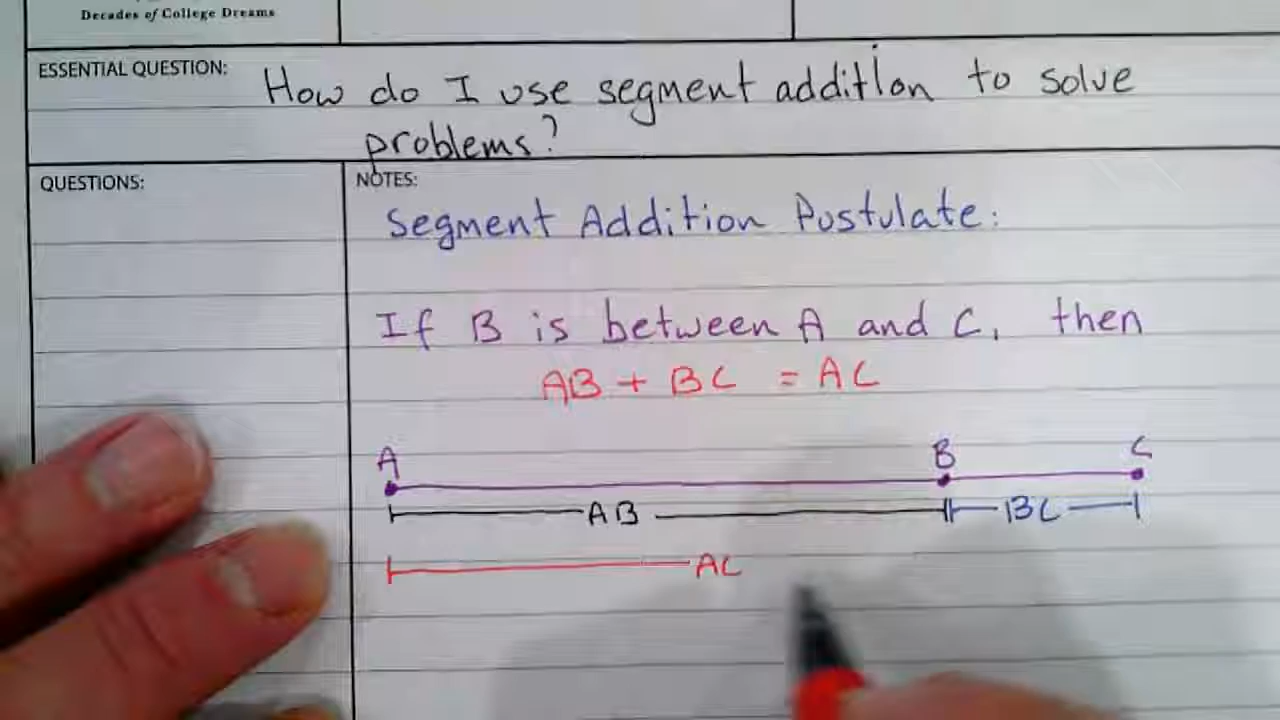 Decades of College Dreams
ESSENTIAL QUESTION: How do I use segment addition to solve
problems?
QUESTIONS:
NOTES:
Segment Addition Postulate:
If B is between A and C, then
AB + BC = AC
A B C
AB BC
AC